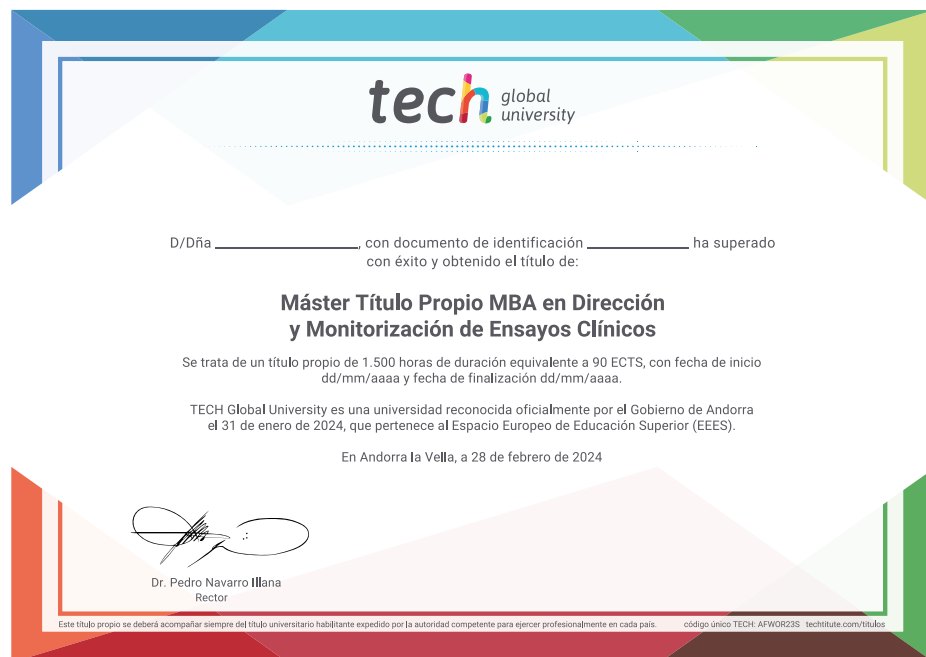 tech global
university
D/Dña ________________, con documento de identificación ____________ ha superado
con éxito y obtenido el título de:
Máster Título Propio MBA en Dirección
y Monitorización de Ensayos Clínicos
Se trata de un título propio de 1.500 horas de duración equivalente a 90 ECTS, con fecha de inicio
dd/mm/aaaa y fecha de finalización dd/mm/aaaa.
TECH Global University es una universidad reconocida oficialmente por el Gobierno de Andorra
el 31 de enero de 2024, que pertenece al Espacio Europeo de Educación Superior (EEES).
En Andorra la Vella, a 28 de febrero de 2024
Dr. Pedro Navarro Illana
Rector
Este título propio se deberá acompañar siempre del título universitario habilitante expedido por la autoridad competente para ejercer profesionalmente en cada país. código único TECH: AFWOR23S techtitute.com/títulos